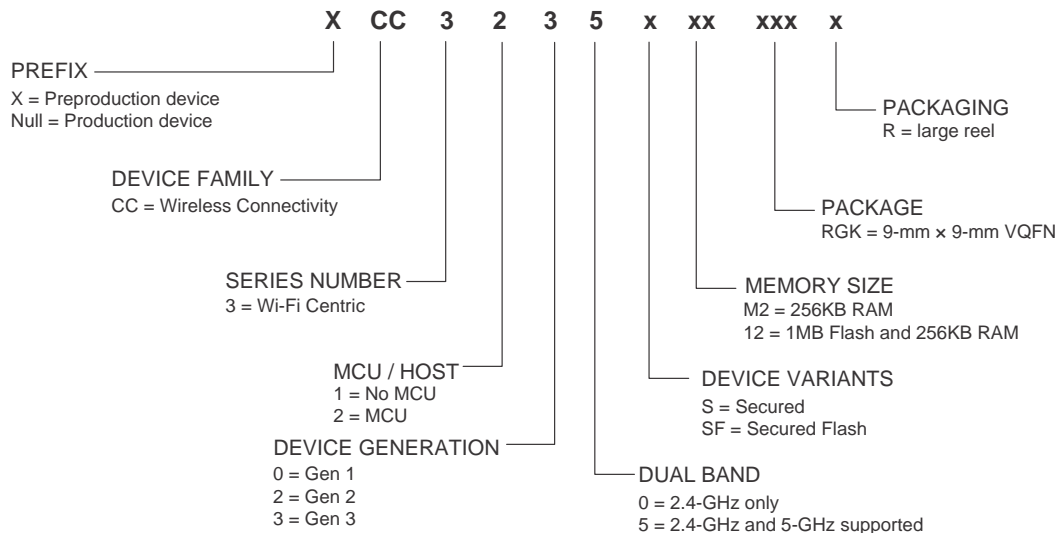 X CC 3 2 3 5 x xx xxx x
PREFIX
X = Preproduction device
Null = Production device
PACKAGING
R = large reel
DEVICE FAMILY
CC = Wireless Connectivity
PACKAGE
RGK = 9-mm × 9-mm VQFN
SERIES NUMBER
3 = Wi-Fi Centric
MEMORY SIZE
M2 = 256KB RAM
12 = 1MB Flash and 256KB RAM
MCU / HOST
1 = No MCU
2 = MCU
DEVICE VARIANTS
S = Secured
SF = Secured Flash
DEVICE GENERATION
0 = Gen 1
2 = Gen 2
3 = Gen 3
DUAL BAND
0 = 2.4-GHz only
5 = 2.4-GHz and 5-GHz supported